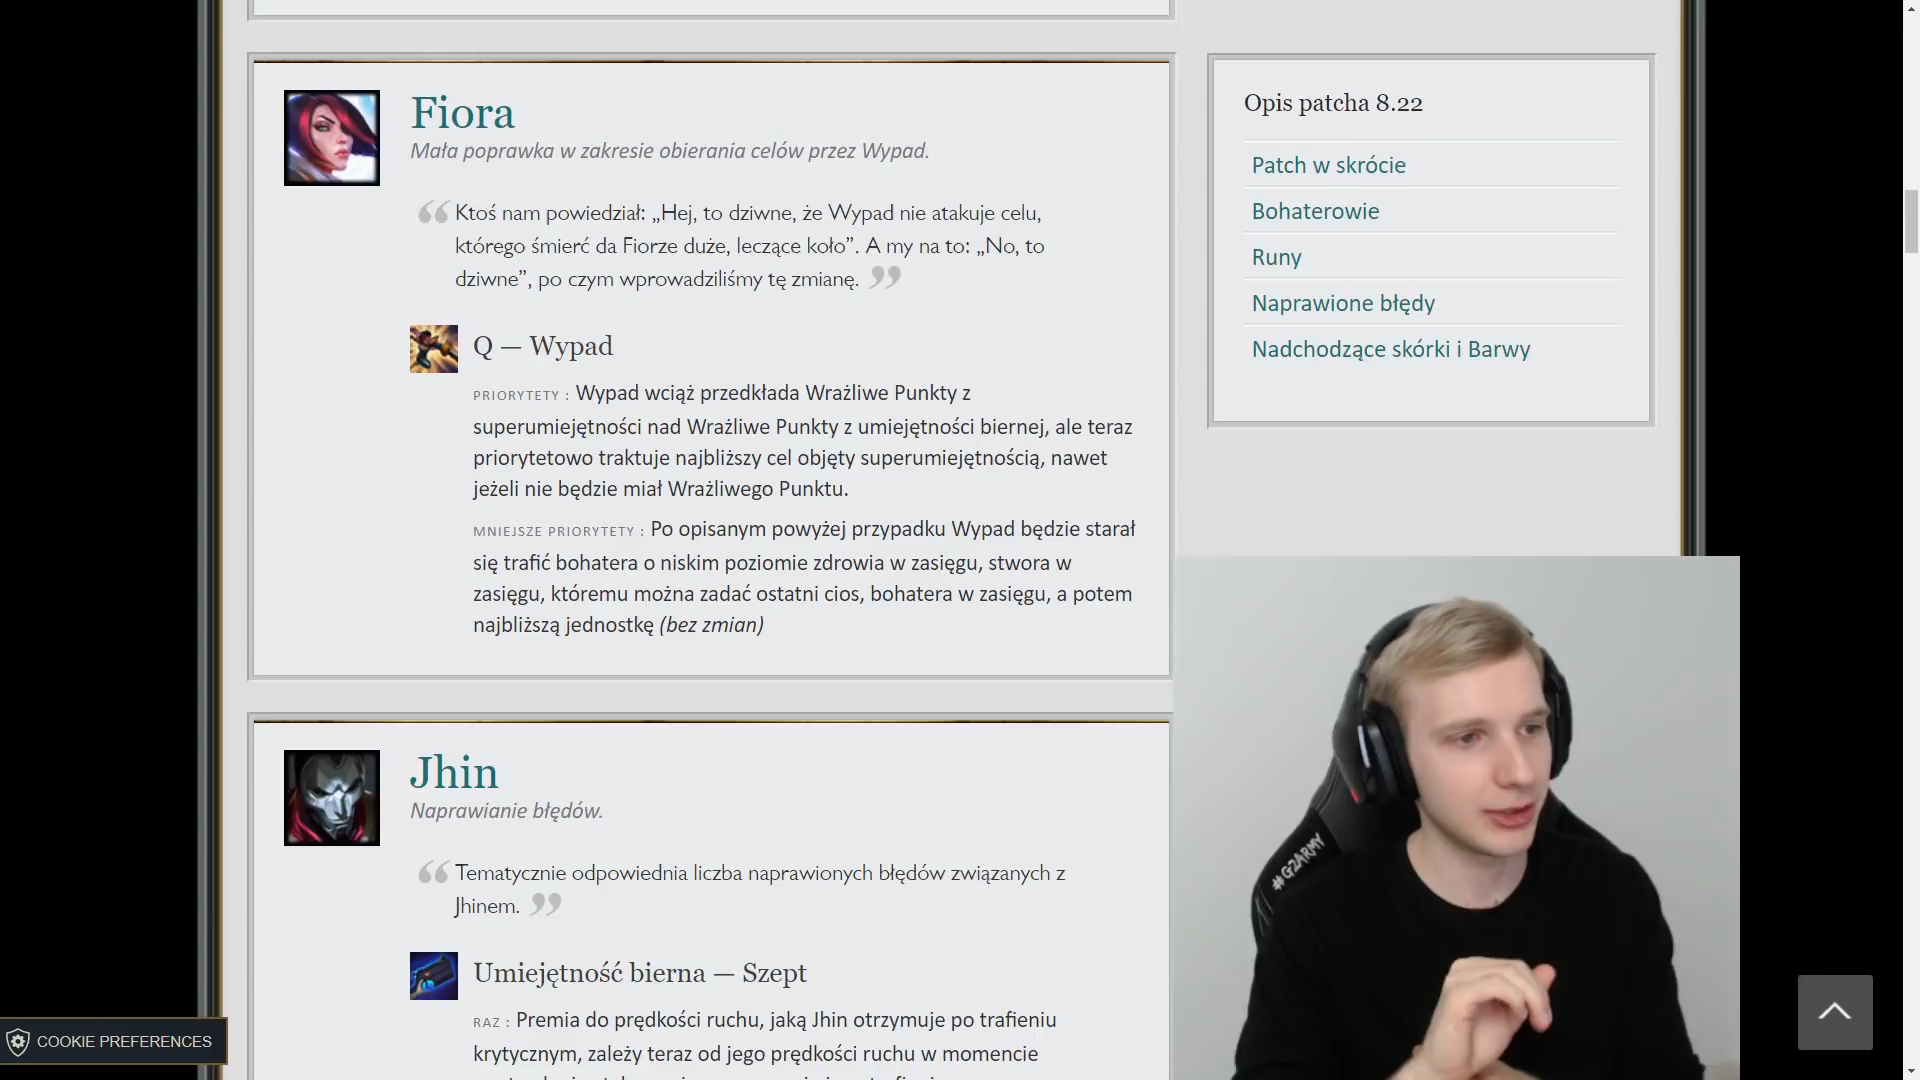 Fiora
Mała poprawka w zakresie obierania celów przez Wypad.
“ Ktoś nam powiedział: „Hej, to dziwne, że Wypad nie atakuje celu,
którego śmierć da Fiorze duże, leczące koło”. A my na to: „No, to
dziwne”, po czym wprowadziliśmy tę zmianę. ”
Q — Wypad
PRIORYTETY : Wypad wciąż przedkłada Wrażliwe Punkty z
superumiejętności nad Wrażliwe Punkty z umiejętności biernej, ale teraz
priorytetowo traktuje najbliższy cel objęty superumiejętnością, nawet
jeżeli nie będzie miał Wrażliwego Punktu.
MNIEJSZE PRIORYTETY : Po opisanym powyżej przypadku Wypad będzie starał
się trafić bohatera o niskim poziomie zdrowia w zasięgu, stwora w
zasięgu, któremu można zadać ostatni cios, bohatera w zasięgu, a potem
najbliższą jednostkę (bez zmian)
Jhin
Naprawianie błędów.
“ Tematycznie odpowiednia liczba naprawionych błędów związanych z
Jhinem. ”
Umiejętność bierna — Szept
RAZ : Premia do prędkości ruchu, jaką Jhin otrzymuje po trafieniu
krytycznym, zależy teraz od jego prędkości ruchu w momencie
Opis patcha 8.22
Patch w skrócie
Bohaterowie
Runy
Naprawione błędy
Nadchodzące skórki i Barwy
#G2ARMY
COOKIE PREFERENCES